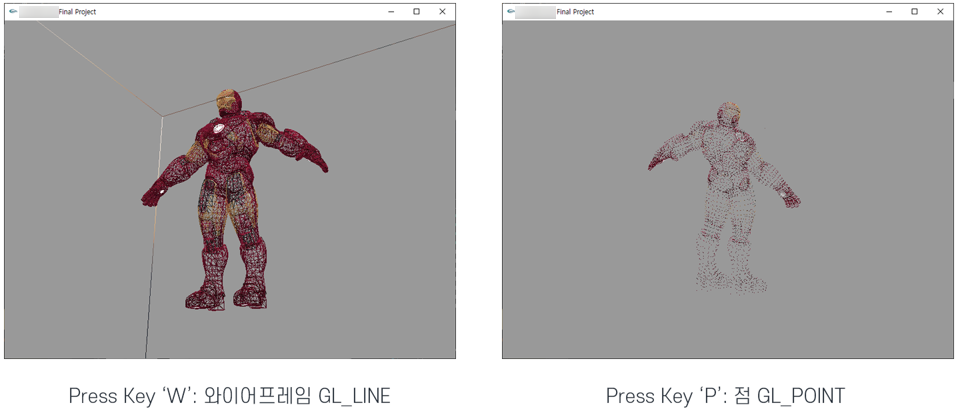 Final Project
Final Project
Press Key ‘W’: 와이어프레임 GL_LINE
Press Key ‘P’: 점 GL_POINT